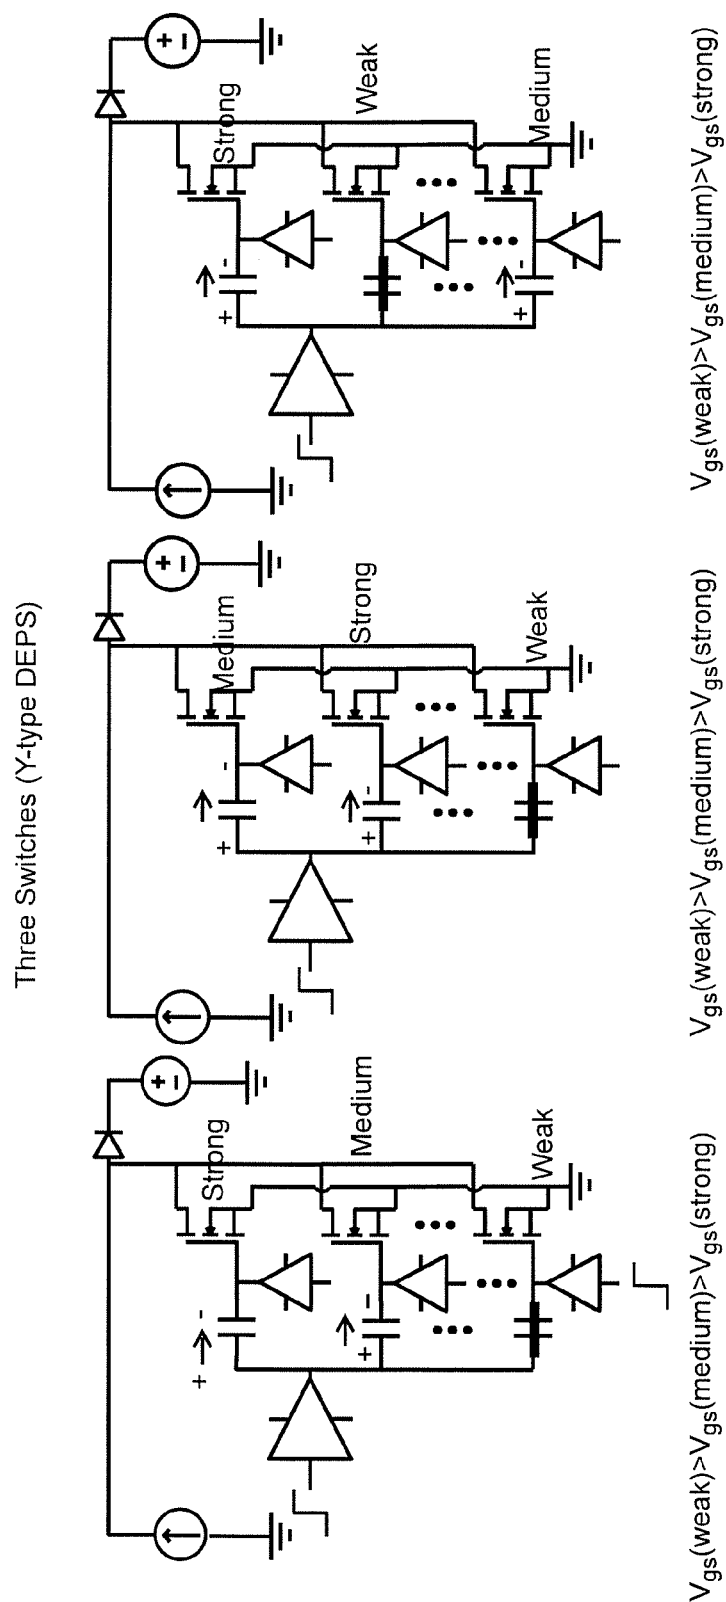 Three Switches (Y-type DEPS)
Strong
Medium
Weak
Vgs(weak)>Vgs(medium)>Vgs(strong)
Medium
Strong
Weak
Vgs(weak)>Vgs(medium)>Vgs(strong)
Strong
Weak
Medium
Vgs(weak)>Vgs(medium)>Vgs(strong)